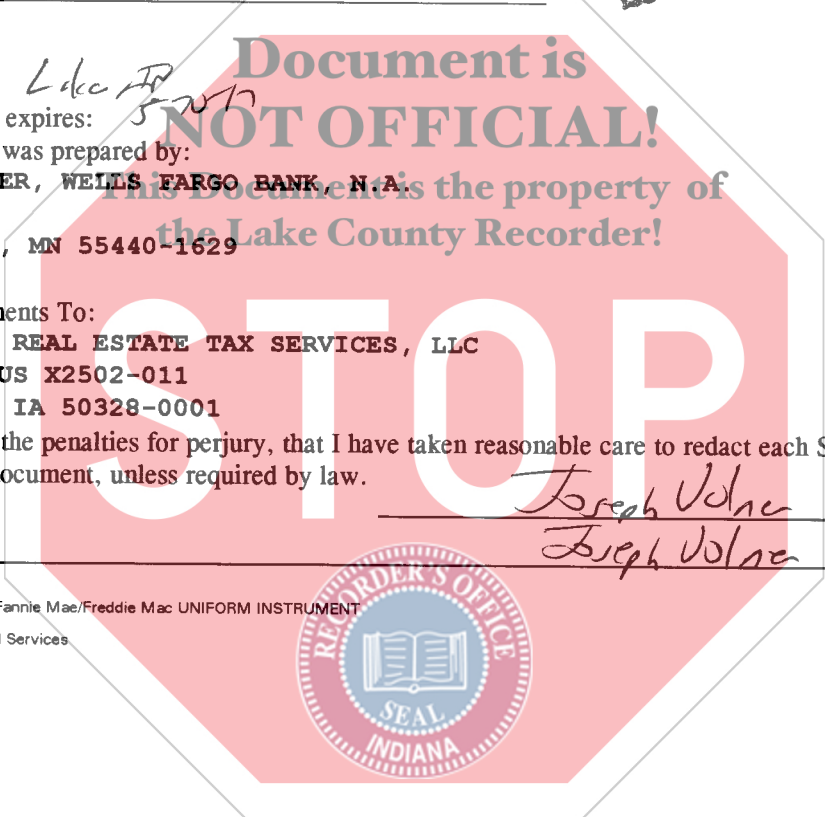 Document is
Lake IN
NOT OFFICIAL!
expires:
was prepared by:
This Document is the property of
ER, WELLS FARGO BANK, N.A.
the Lake County Recorder!
, MN 55440-1629
ents To:
REAL ESTATE TAX SERVICES, LLC
US X2502-011
IA 50328-0001
STOP
the penalties for perjury, that I have taken reasonable care to redact each S
ocument, unless required by law.
Joseph Volner
Joseph Volner
Fannie Mae/Freddie Mac UNIFORM INSTRUMENT
Services
RECORDER'S OFFICE
SEAL
INDIANA